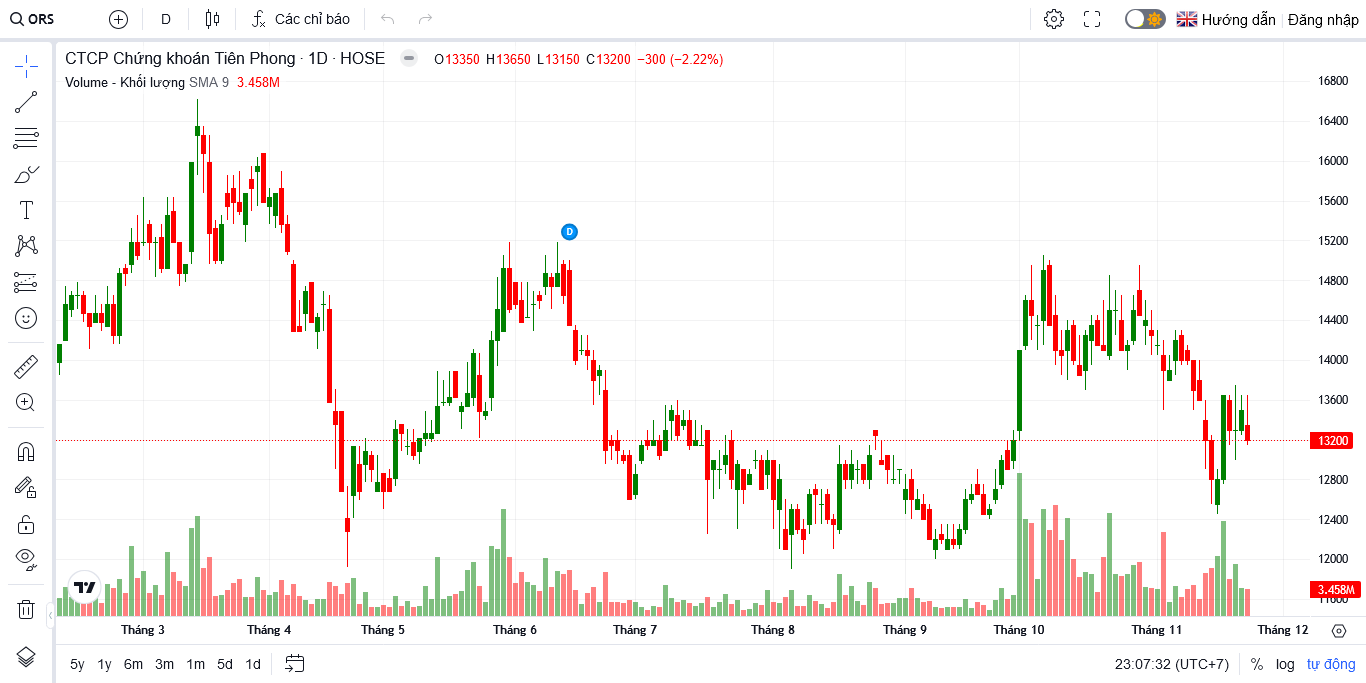 ORS D Các chỉ báo Hướng dẫn Đăng nhập
CTCP Chứng khoán Tiên Phong · 1D · HOSE O13350 H13650 L13150 C13200 −300 (−2.22%)
Volume - Khối lượng SMA 9 3.458M
16800
16400
16000
15600
15200
D
14800
14400
14000
13600
13200
12800
12400
12000
3.458M
11600
Tháng 3 Tháng 4 Tháng 5 Tháng 6 Tháng 7 Tháng 8 Tháng 9 Tháng 10 Tháng 11 Tháng 12
5y 1y 6m 3m 1m 5d 1d 23:07:32 (UTC+7) % log tự động